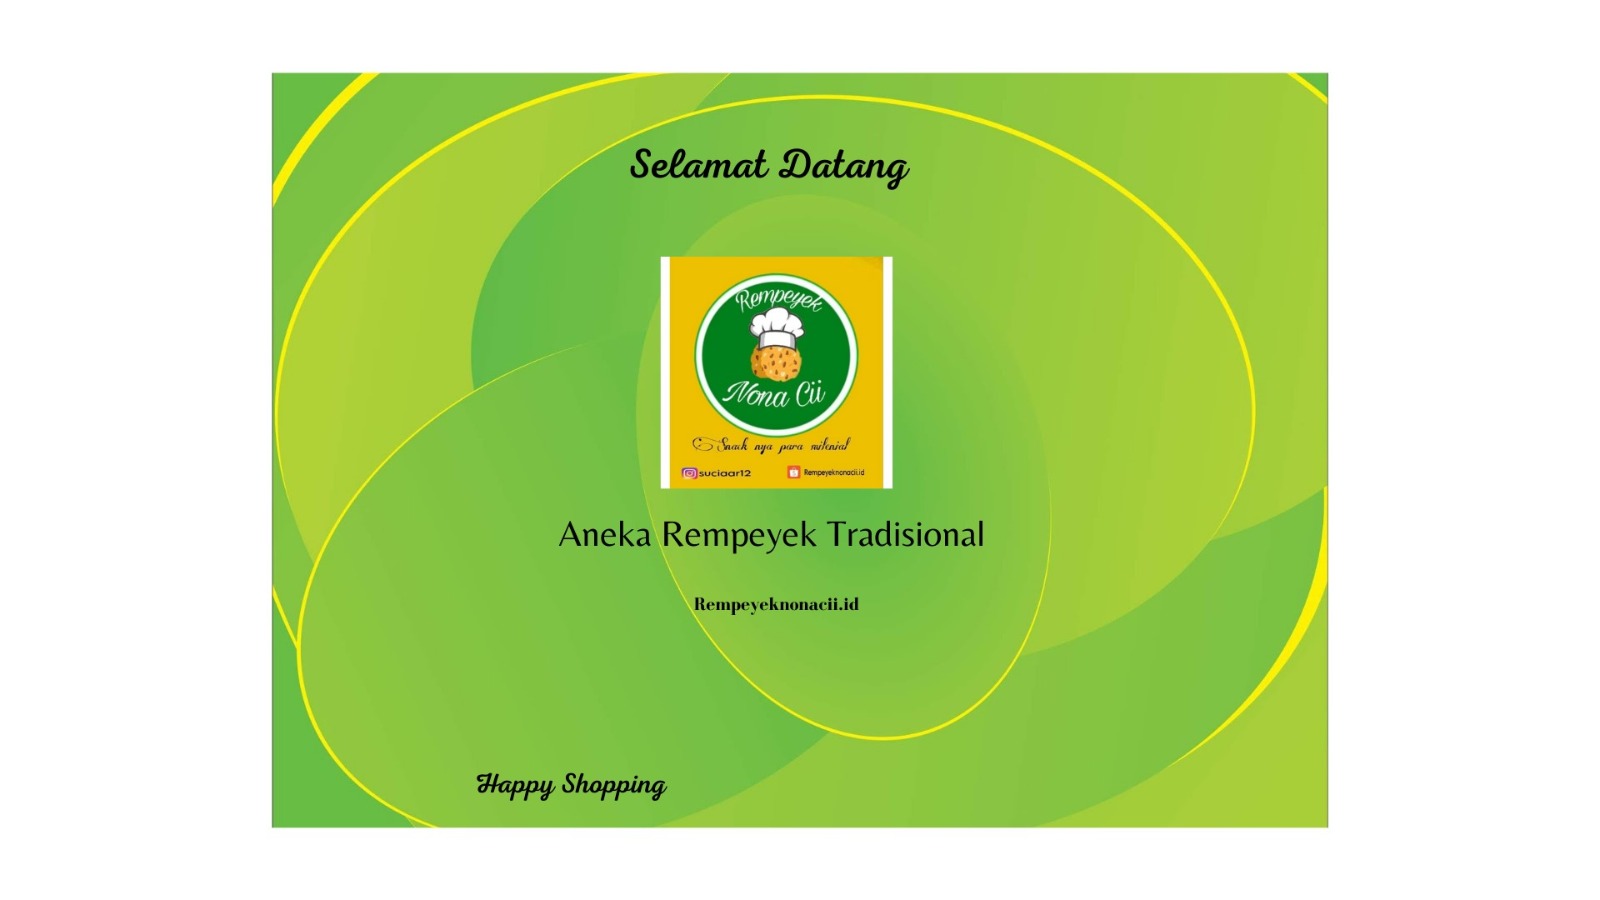 Selamat Datang
Rempeyek
Nona Cii
Snack nya para milenial
suciaar12
Rempeyeknonacii.id
Aneka Rempeyek Tradisional
Rempeyeknonacii.id
Happy Shopping